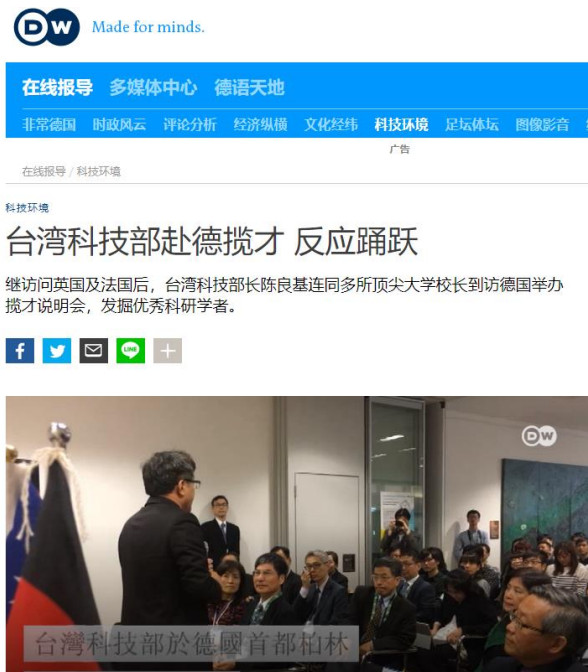 DW Made for minds.
在线报导 多媒体中心 德语天地
非常德国 时政风云 评论分析 经济纵横 文化经纬 科技环境 足坛体坛 图像影音
广告
在线报导 / 科技环境
科技环境
台湾科技部赴德揽才 反应踊跃
继访问英国及法国后，台湾科技部长陈良基连同多所顶尖大学校长到访德国举办
揽才说明会，发掘优秀科研学者。
LINE
DW
台灣科技部於德國首都柏林